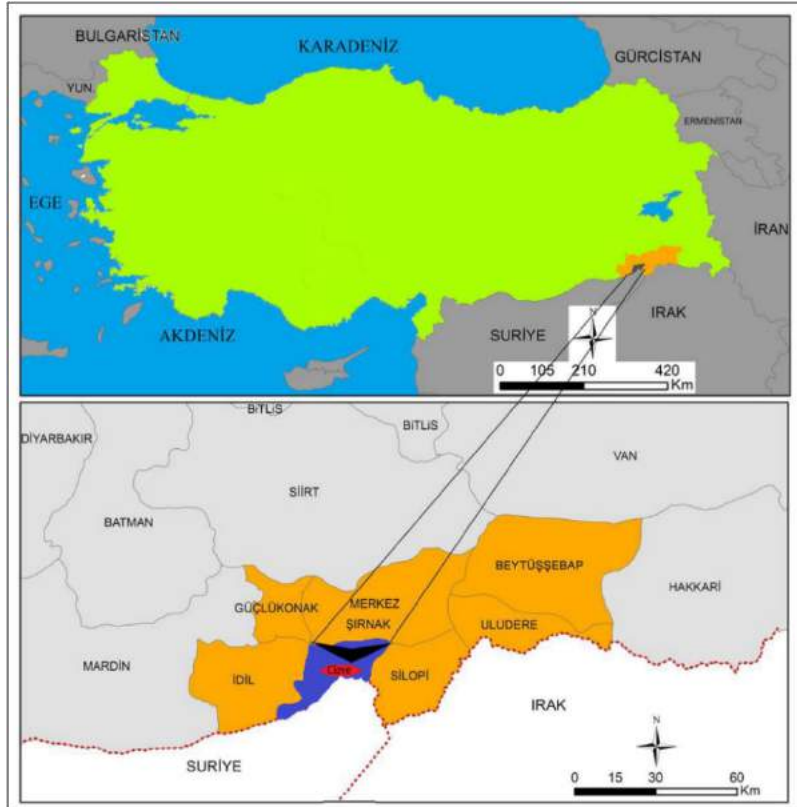 BULGARİSTAN
KARADENİZ
GÜRCİSTAN
YUN.
ERMENİSTAN
EGE
İRAN
AKDENİZ
SURİYE
IRAK
N
0 105 210 420
Km
BİTLİS
DİYARBAKIR
BİTLİS
VAN
SİİRT
BATMAN
BEYTÜŞŞEBAP
HAKKARİ
GÜÇLÜKONAK
MERKEZ
ŞIRNAK
ULUDERE
MARDİN
İDİL
Cizre
SİLOPİ
IRAK
SURİYE
N
0 15 30 60
Km